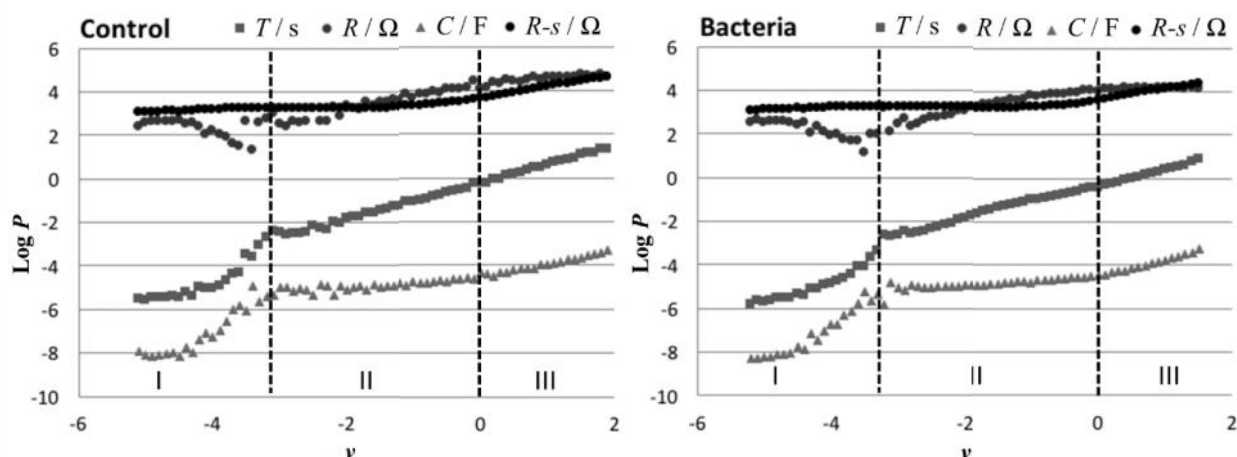 Control ■ T / s ● R / Ω ▲ C / F ● R-s / Ω
6
4
2
0
-2
-4
-6
-8
-10
Log P
I II III
-6 -4 -2 0 2
ν
Bacteria ■ T / s ● R / Ω ▲ C / F ● R-s / Ω
6
4
2
0
-2
-4
-6
-8
-10
Log P
I II III
-6 -4 -2 0 2
ν